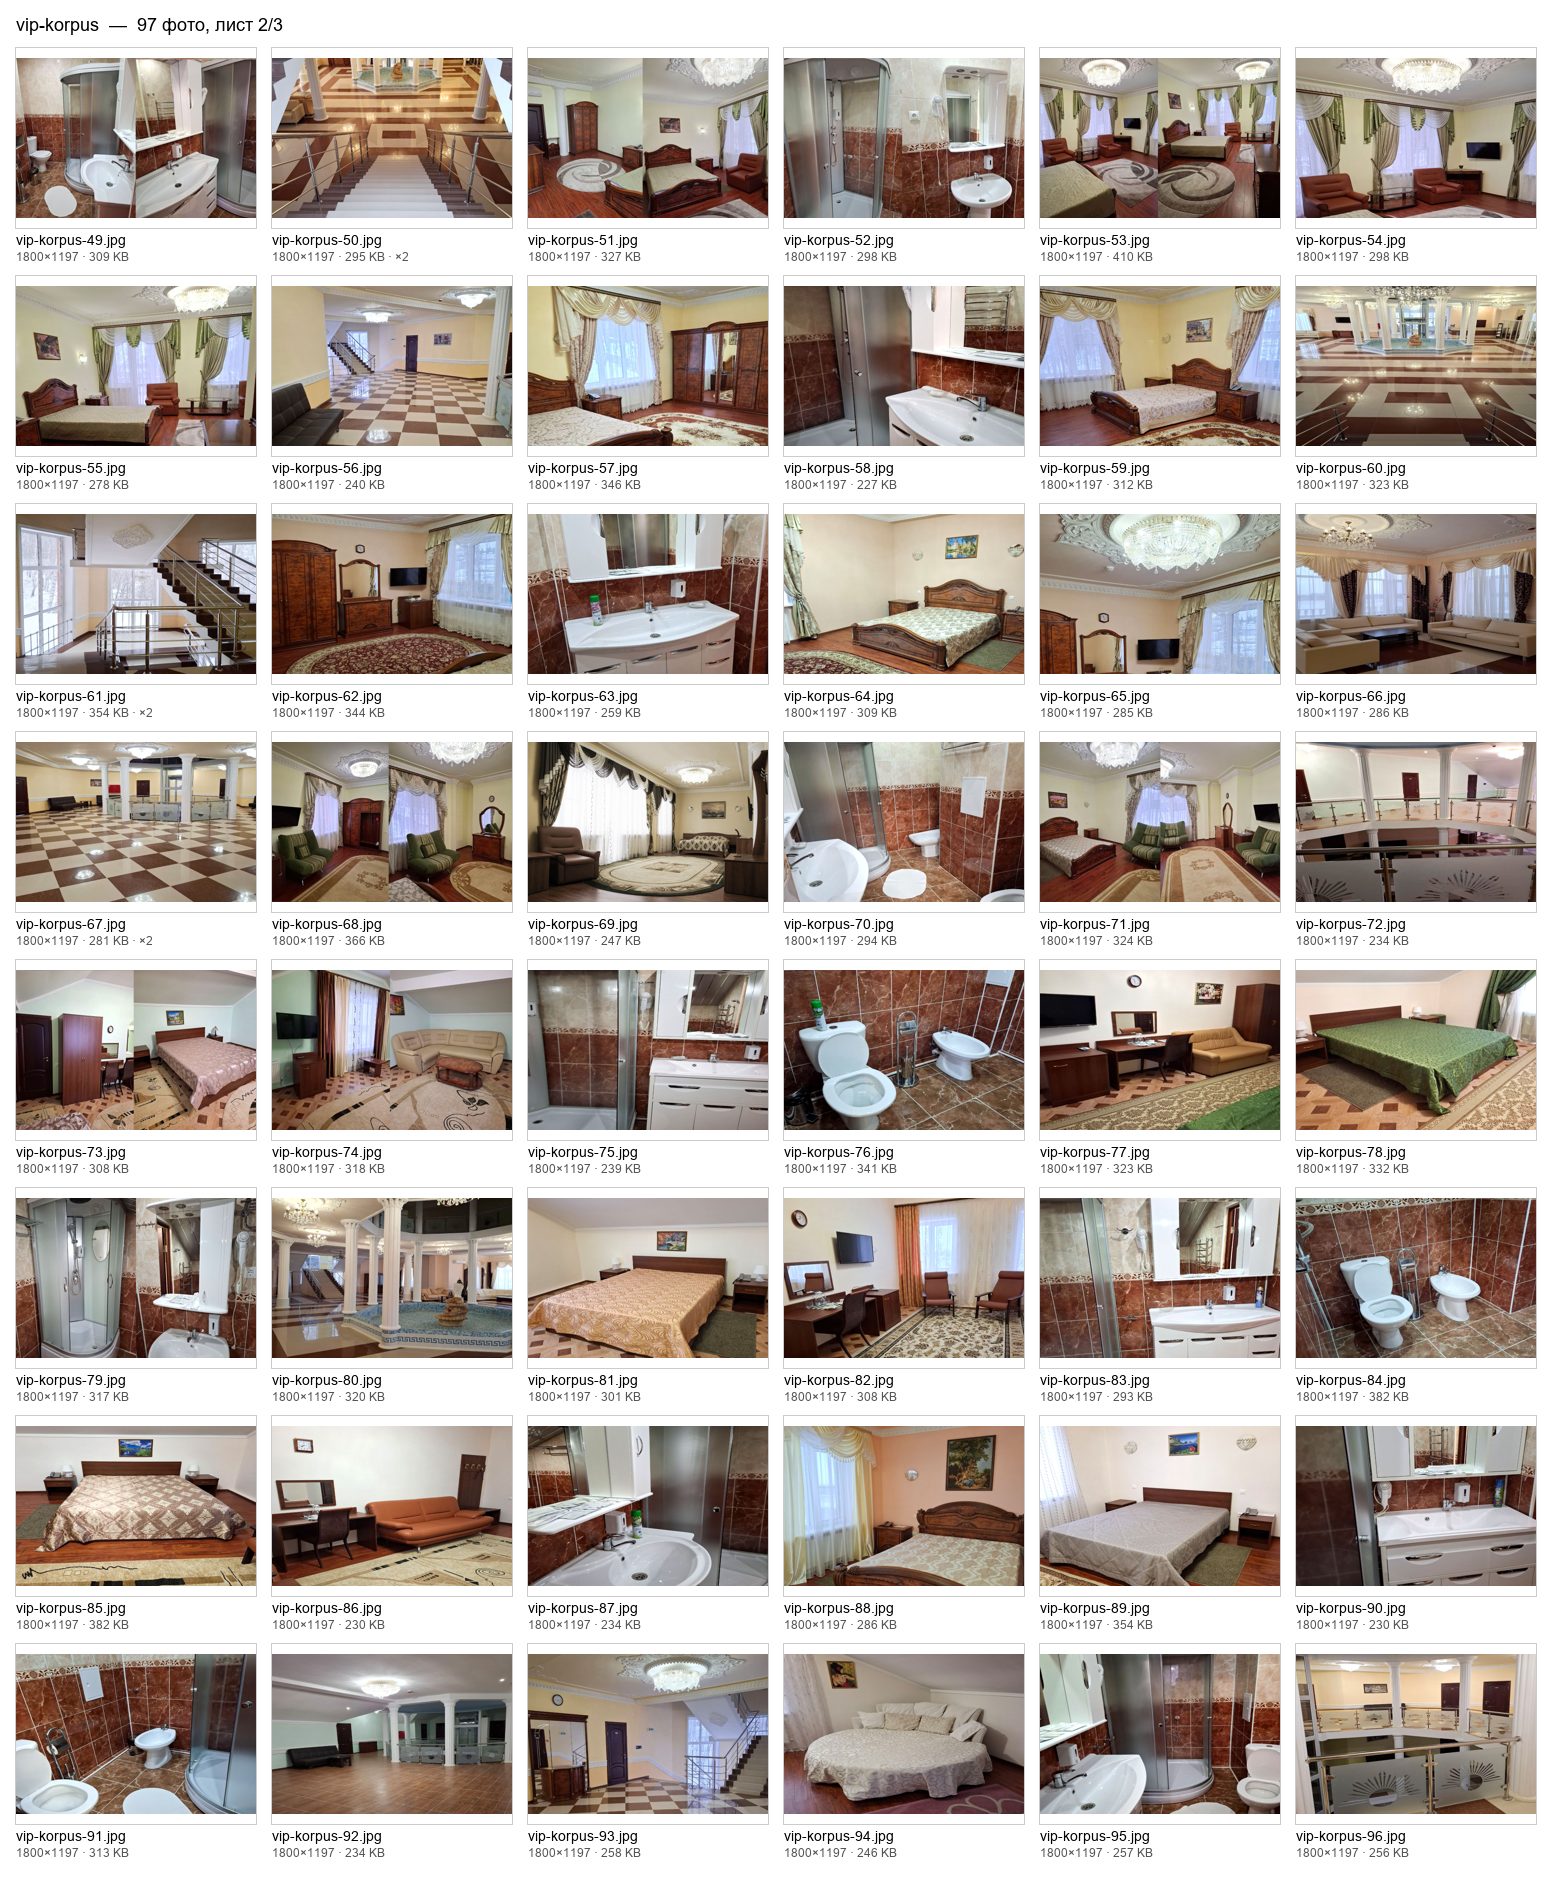 vip-korpus — 97 фото, лист 2/3
vip-korpus-49.jpg
1800×1197 · 309 KB
vip-korpus-50.jpg
1800×1197 · 295 KB · ×2
vip-korpus-51.jpg
1800×1197 · 327 KB
vip-korpus-52.jpg
1800×1197 · 298 KB
vip-korpus-53.jpg
1800×1197 · 410 KB
vip-korpus-54.jpg
1800×1197 · 298 KB
vip-korpus-55.jpg
1800×1197 · 278 KB
vip-korpus-56.jpg
1800×1197 · 240 KB
vip-korpus-57.jpg
1800×1197 · 346 KB
vip-korpus-58.jpg
1800×1197 · 227 KB
vip-korpus-59.jpg
1800×1197 · 312 KB
vip-korpus-60.jpg
1800×1197 · 323 KB
vip-korpus-61.jpg
1800×1197 · 354 KB · ×2
vip-korpus-62.jpg
1800×1197 · 344 KB
vip-korpus-63.jpg
1800×1197 · 259 KB
vip-korpus-64.jpg
1800×1197 · 309 KB
vip-korpus-65.jpg
1800×1197 · 285 KB
vip-korpus-66.jpg
1800×1197 · 286 KB
vip-korpus-67.jpg
1800×1197 · 281 KB · ×2
vip-korpus-68.jpg
1800×1197 · 366 KB
vip-korpus-69.jpg
1800×1197 · 247 KB
vip-korpus-70.jpg
1800×1197 · 294 KB
vip-korpus-71.jpg
1800×1197 · 324 KB
vip-korpus-72.jpg
1800×1197 · 234 KB
vip-korpus-73.jpg
1800×1197 · 308 KB
vip-korpus-74.jpg
1800×1197 · 318 KB
vip-korpus-75.jpg
1800×1197 · 239 KB
vip-korpus-76.jpg
1800×1197 · 341 KB
vip-korpus-77.jpg
1800×1197 · 323 KB
vip-korpus-78.jpg
1800×1197 · 332 KB
vip-korpus-79.jpg
1800×1197 · 317 KB
vip-korpus-80.jpg
1800×1197 · 320 KB
vip-korpus-81.jpg
1800×1197 · 301 KB
vip-korpus-82.jpg
1800×1197 · 308 KB
vip-korpus-83.jpg
1800×1197 · 293 KB
vip-korpus-84.jpg
1800×1197 · 382 KB
vip-korpus-85.jpg
1800×1197 · 382 KB
vip-korpus-86.jpg
1800×1197 · 230 KB
vip-korpus-87.jpg
1800×1197 · 234 KB
vip-korpus-88.jpg
1800×1197 · 286 KB
vip-korpus-89.jpg
1800×1197 · 354 KB
vip-korpus-90.jpg
1800×1197 · 230 KB
vip-korpus-91.jpg
1800×1197 · 313 KB
vip-korpus-92.jpg
1800×1197 · 234 KB
vip-korpus-93.jpg
1800×1197 · 258 KB
vip-korpus-94.jpg
1800×1197 · 246 KB
vip-korpus-95.jpg
1800×1197 · 257 KB
vip-korpus-96.jpg
1800×1197 · 256 KB